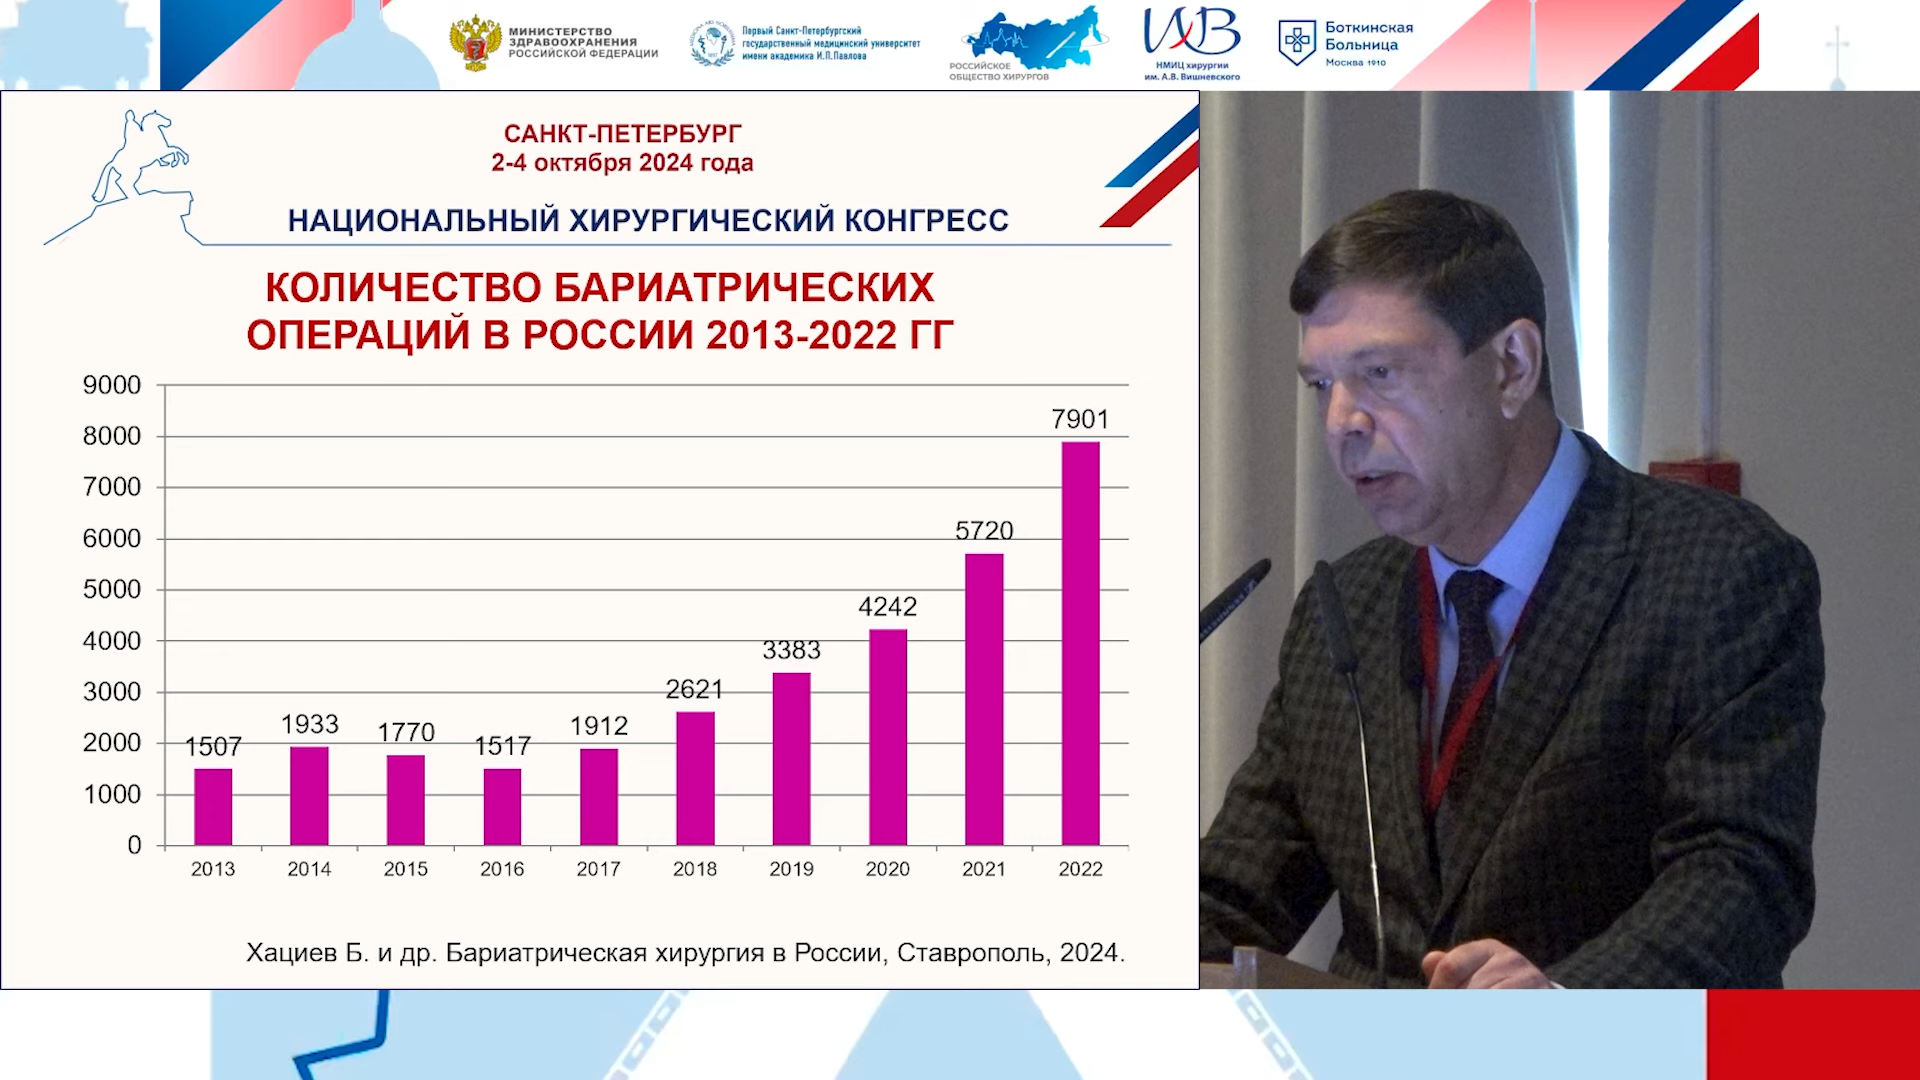 МИНИСТЕРСТВО
ЗДРАВООХРАНЕНИЯ
РОССИЙСКОЙ ФЕДЕРАЦИИ
Первый Санкт-Петербургский
государственный медицинский университет
имени академика И.П.Павлова
РОССИЙСКОЕ
ОБЩЕСТВО ХИРУРГОВ
НМИЦ хирургии
им. А.В. Вишневского
Боткинская
Больница
Москва 1910
САНКТ-ПЕТЕРБУРГ
2-4 октября 2024 года
НАЦИОНАЛЬНЫЙ ХИРУРГИЧЕСКИЙ КОНГРЕСС
КОЛИЧЕСТВО БАРИАТРИЧЕСКИХ
ОПЕРАЦИЙ В РОССИИ 2013-2022 ГГ
9000
8000
7000
6000
5000
4000
3000
2000
1000
0
1507
1933
1770
1517
1912
2621
3383
4242
5720
7901
2013 2014 2015 2016 2017 2018 2019 2020 2021 2022
Хациев Б. и др. Бариатрическая хирургия в России, Ставрополь, 2024.